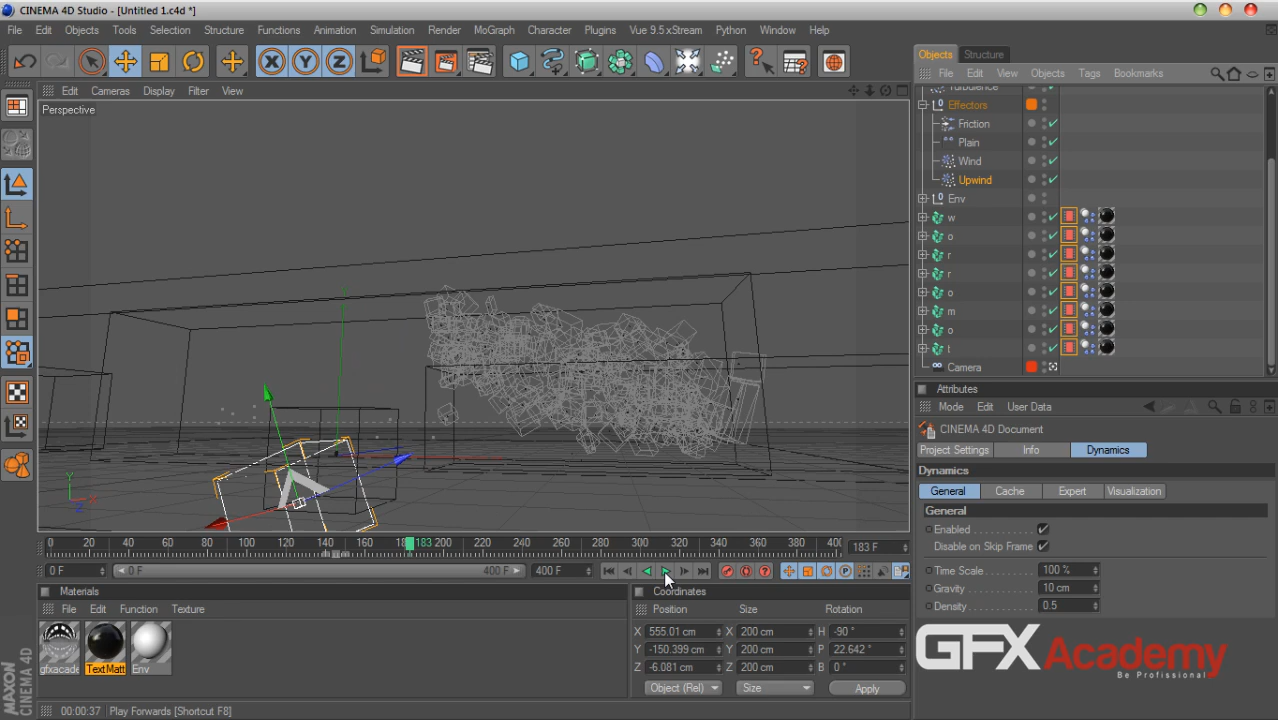 CINEMA 4D Studio - [Untitled 1.c4d *]
File Edit Objects Tools Selection Structure Functions Animation Simulation Render MoGraph Character Plugins Vue 9.5 xStream Python Window Help
X Y Z
Objects Structure
File Edit View Objects Tags Bookmarks
Edit Cameras Display Filter View
Perspective
Turbulence
Effectors
Friction
Plain
Wind
Upwind
Env
w
o
r
r
o
m
o
t
Camera
Attributes
Mode Edit User Data
CINEMA 4D Document
Project Settings Info Dynamics
Dynamics
General Cache Expert Visualization
General
Enabled
Disable on Skip Frame
Time Scale 100 %
Gravity 10 cm
Density 0.5
Y X Z
0 20 40 60 80 100 120 140 160 18 183 200 220 240 260 280 300 320 340 360 380 40 183 F
0 F 0 F 400 F 400 F
Materials
File Edit Function Texture
gfxacade TextMatt Env
Coordinates
Position Size Rotation
X 555.01 cm X 200 cm H -90 °
Y -150.399 cm Y 200 cm P 22.642 °
Z -6.081 cm Z 200 cm B 0 °
Object (Rel) Size Apply
GFX Academy
Be Profissional
MAXON
CINEMA 4D
00:00:37 Play Forwards [Shortcut F8]